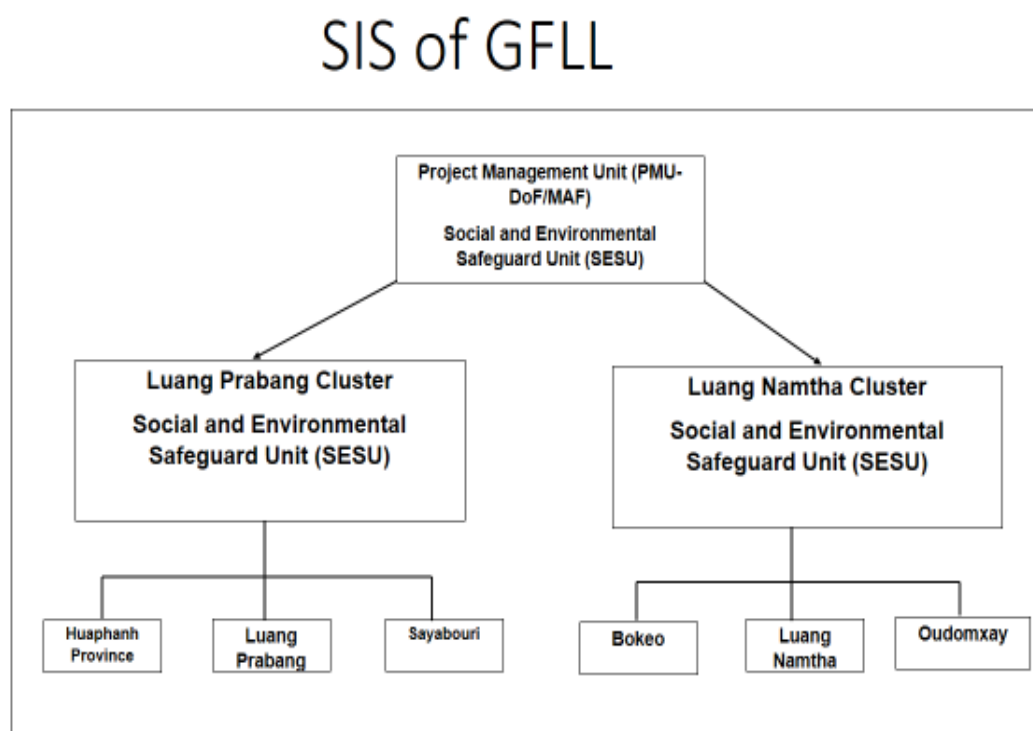 SIS of GFLL
Project Management Unit (PMU-
DoF/MAF)
Social and Environmental
Safeguard Unit (SESU)
Luang Prabang Cluster
Social and Environmental
Safeguard Unit (SESU)
Luang Namtha Cluster
Social and Environmental
Safeguard Unit (SESU)
Huaphanh
Province
Luang
Prabang
Sayabouri
Bokeo
Luang
Namtha
Oudomxay